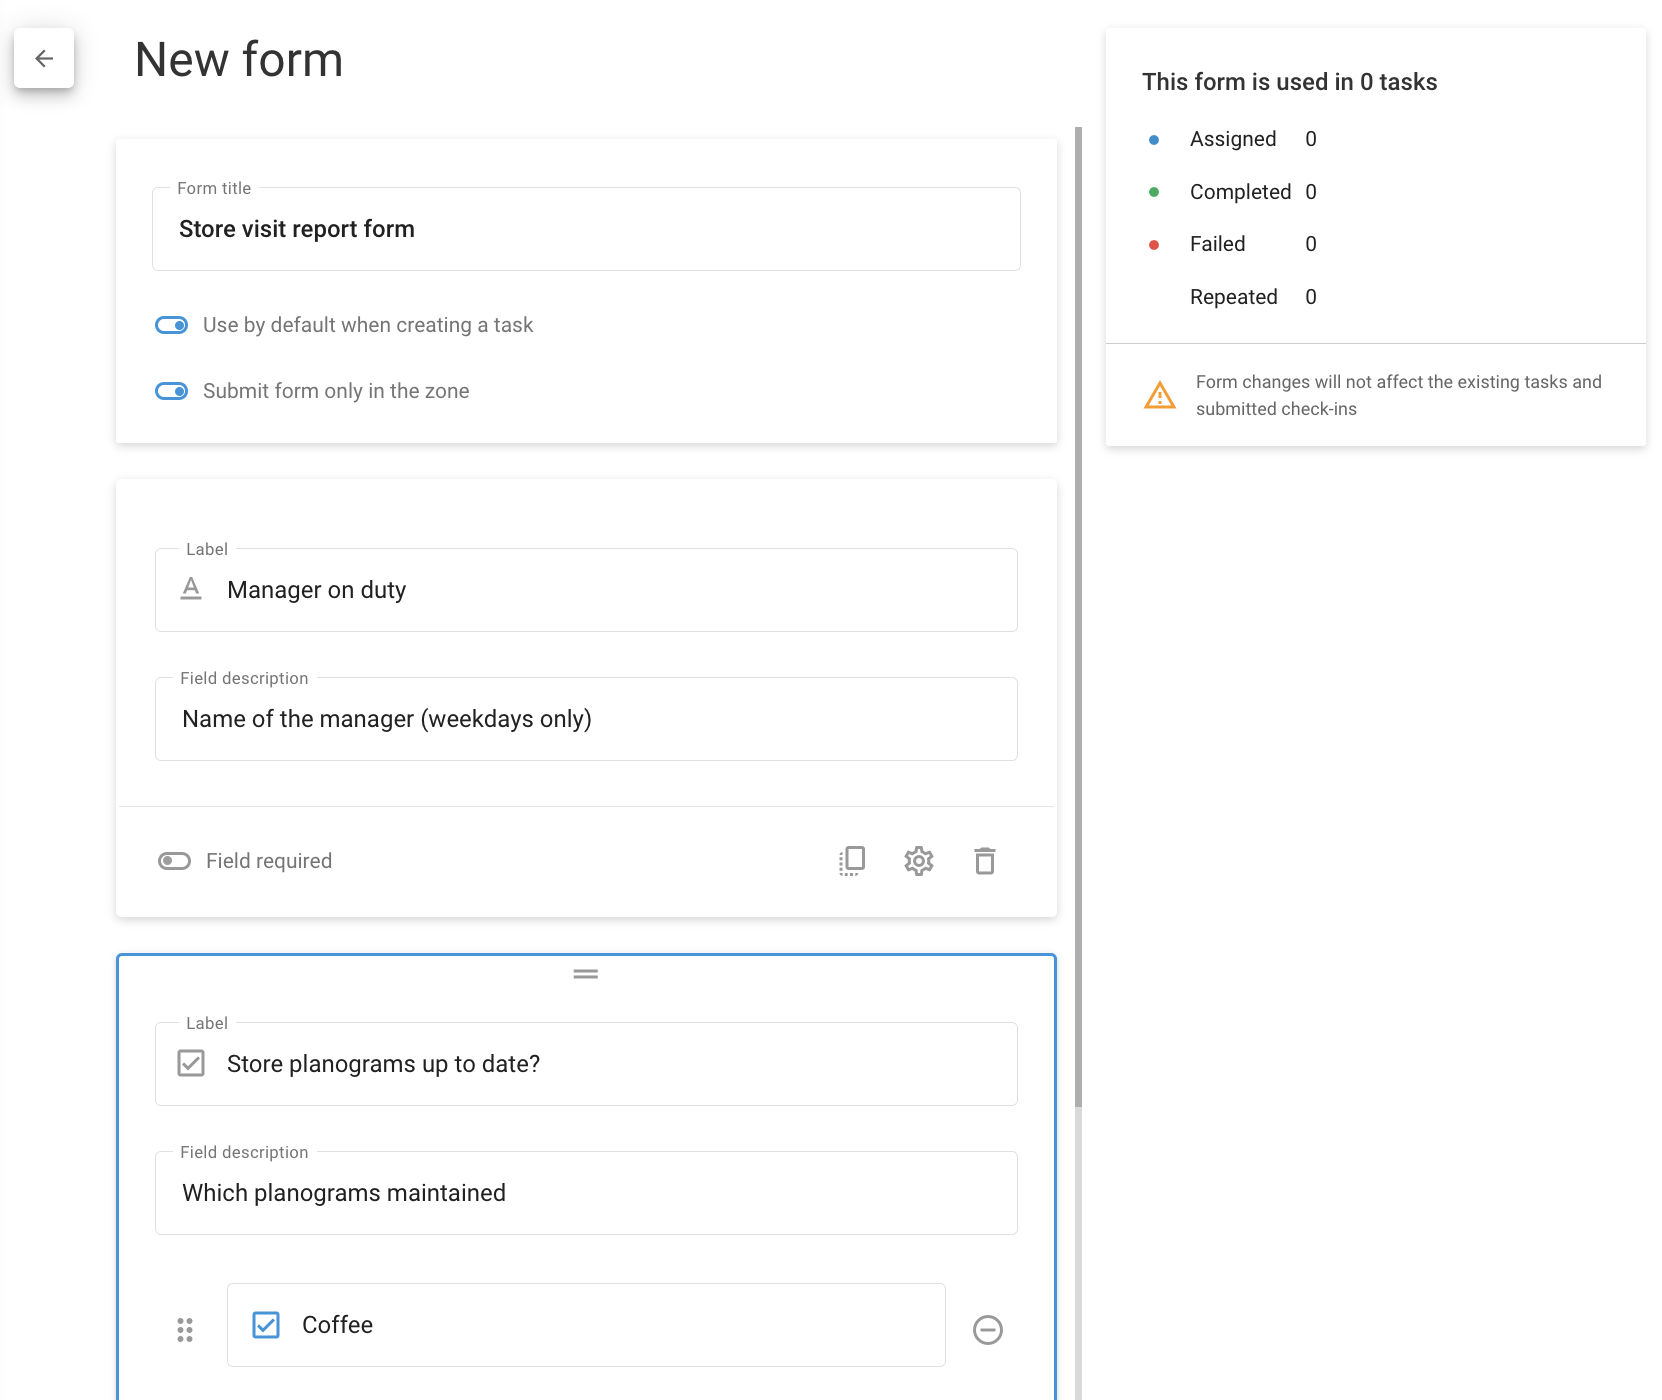 New form
Form title
Store visit report form
Use by default when creating a task
Submit form only in the zone
Label
Manager on duty
Field description
Name of the manager (weekdays only)
Field required
Label
Store planograms up to date?
Field description
Which planograms maintained
Coffee
This form is used in 0 tasks
Assigned 0
Completed 0
Failed 0
Repeated 0
Form changes will not affect the existing tasks and
submitted check-ins